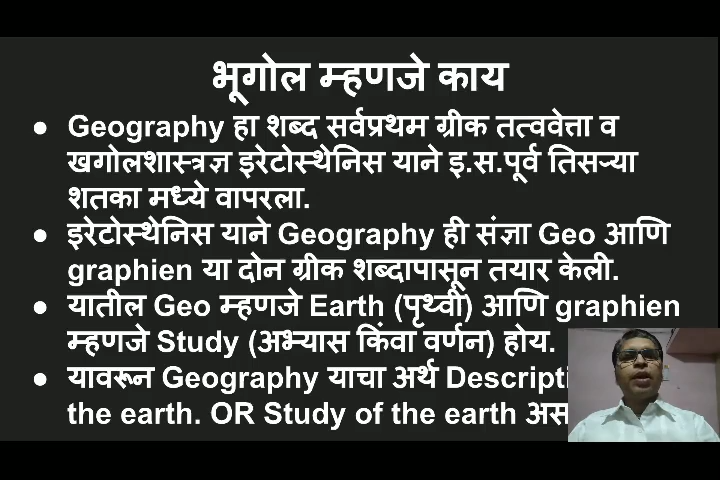 भूगोल म्हणजे काय
● Geography हा शब्द सर्वप्रथम ग्रीक तत्ववेत्ता व
खगोलशास्त्रज्ञ इरेटोस्थेनिस याने इ.स.पूर्व तिसऱ्या
शतका मध्ये वापरला.
● इरेटोस्थेनिस याने Geography ही संज्ञा Geo आणि
graphien या दोन ग्रीक शब्दापासून तयार केली.
● यातील Geo म्हणजे Earth (पृथ्वी) आणि graphien
म्हणजे Study (अभ्यास किंवा वर्णन) होय.
● यावरून Geography याचा अर्थ
the earth. OR Study of the earth